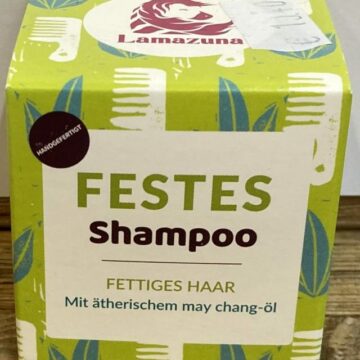 Lamazuna
HANDGEFERTIGT
FESTES
Shampoo
FETTIGES HAAR
Mit ätherischem may chang-öl